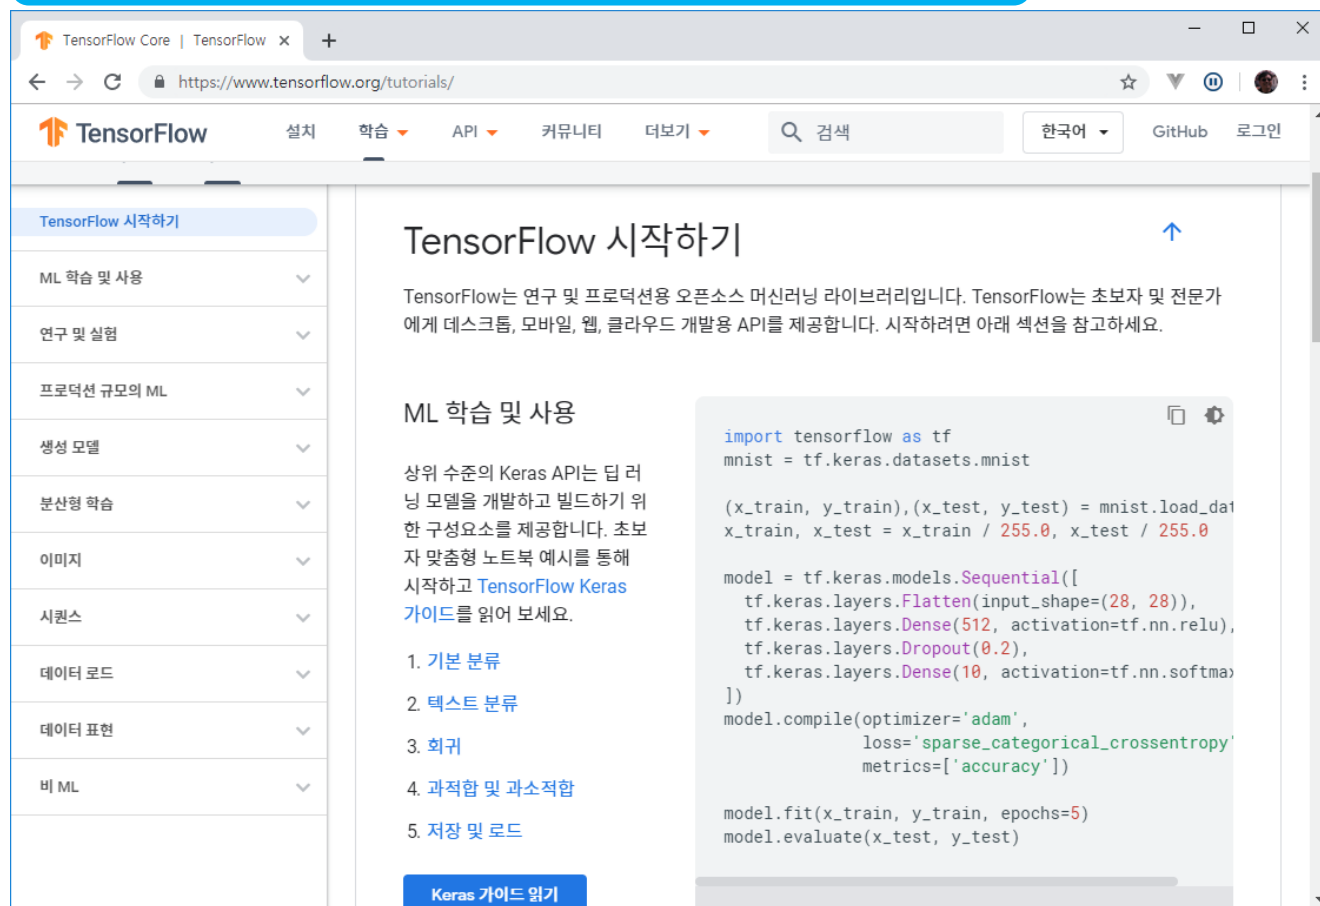 TensorFlow Core | TensorFlow
https://www.tensorflow.org/tutorials/
TensorFlow 설치 학습 API 커뮤니티 더보기 검색 한국어 GitHub 로그인
TensorFlow 시작하기
ML 학습 및 사용
연구 및 실험
프로덕션 규모의 ML
생성 모델
분산형 학습
이미지
시퀀스
데이터 로드
데이터 표현
비 ML
TensorFlow 시작하기
TensorFlow는 연구 및 프로덕션용 오픈소스 머신러닝 라이브러리입니다. TensorFlow는 초보자 및 전문가
에게 데스크톱, 모바일, 웹, 클라우드 개발용 API를 제공합니다. 시작하려면 아래 섹션을 참고하세요.
ML 학습 및 사용
상위 수준의 Keras API는 딥 러
닝 모델을 개발하고 빌드하기 위
한 구성요소를 제공합니다. 초보
자 맞춤형 노트북 예시를 통해
시작하고 TensorFlow Keras
가이드를 읽어 보세요.
1. 기본 분류
2. 텍스트 분류
3. 회귀
4. 과적합 및 과소적합
5. 저장 및 로드
Keras 가이드 읽기
import tensorflow as tf
mnist = tf.keras.datasets.mnist
(x_train, y_train),(x_test, y_test) = mnist.load_dat
x_train, x_test = x_train / 255.0, x_test / 255.0
model = tf.keras.models.Sequential([
  tf.keras.layers.Flatten(input_shape=(28, 28)),
  tf.keras.layers.Dense(512, activation=tf.nn.relu),
  tf.keras.layers.Dropout(0.2),
  tf.keras.layers.Dense(10, activation=tf.nn.softmax
])
model.compile(optimizer='adam',
              loss='sparse_categorical_crossentropy'
              metrics=['accuracy'])
model.fit(x_train, y_train, epochs=5)
model.evaluate(x_test, y_test)